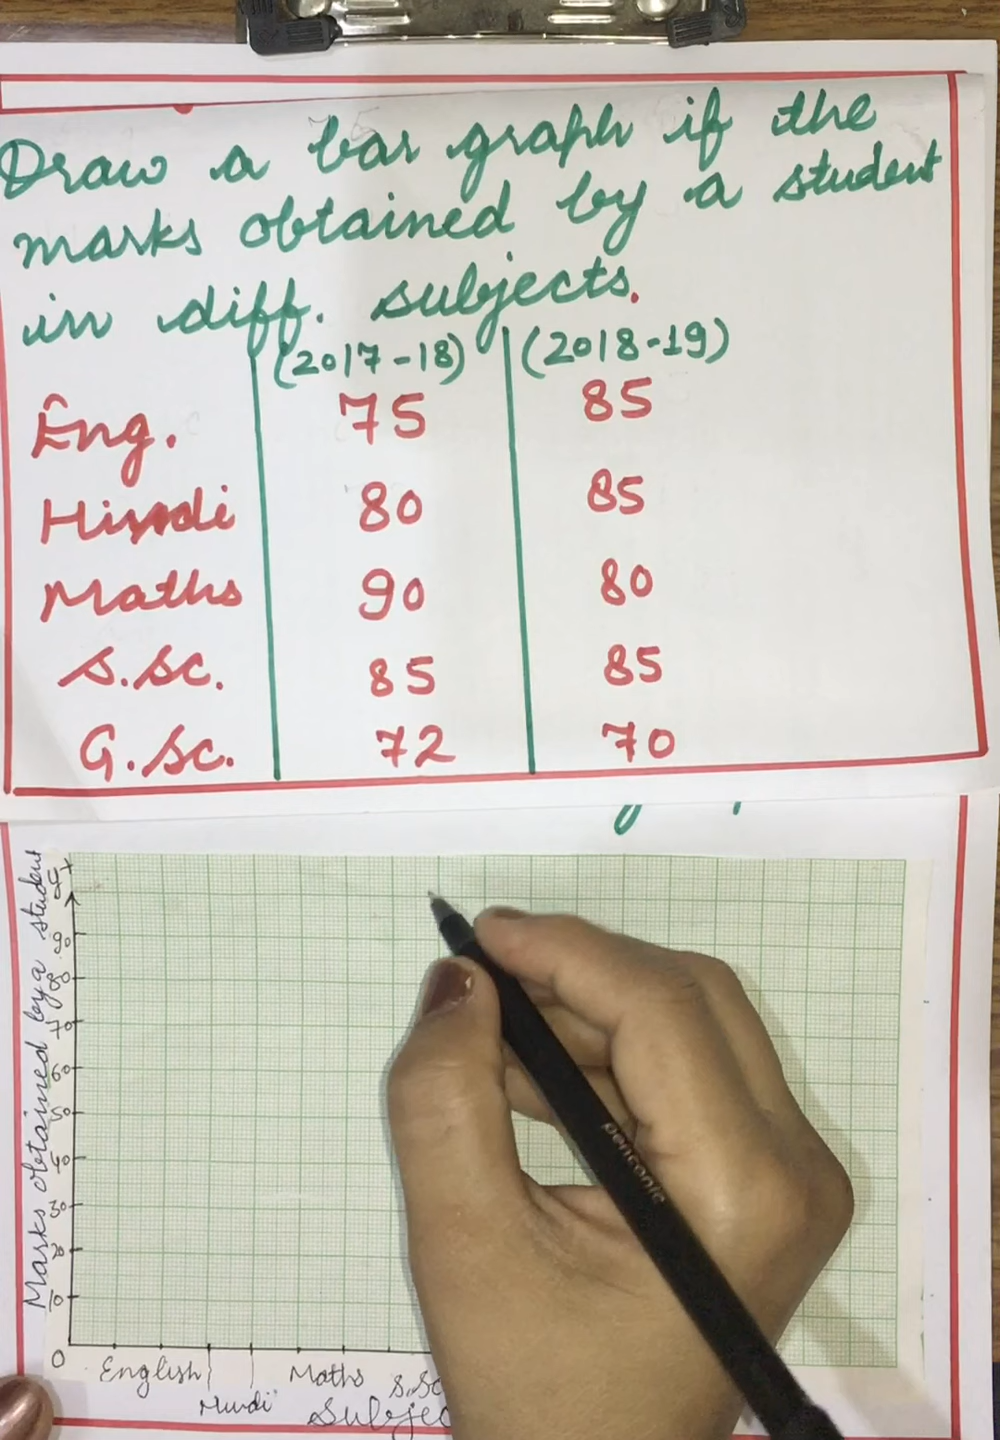 Draw a bar graph if the
marks obtained by a student
in diff. subjects.
(2017-18) (2018-19)
Eng. 75 85
Hindi 80 85
Maths 90 80
S.Sc. 85 85
G.Sc. 72 70
Marks obtained by a student
Y
90
80
70
60
50
40
30
20
10
0
English Maths S.Sc
Hindi
Subjec
pentonic